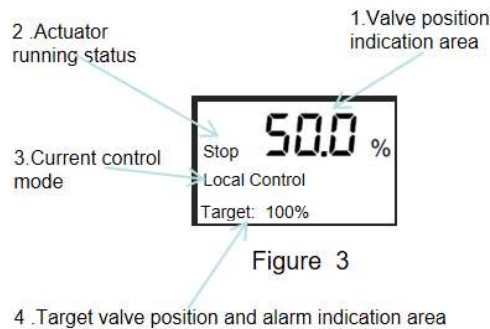 1.Valve position
indication area
2 .Actuator
running status
50.0 %
Stop
3.Current control
mode
Local Control
Target: 100%
Figure 3
4 .Target valve position and alarm indication area